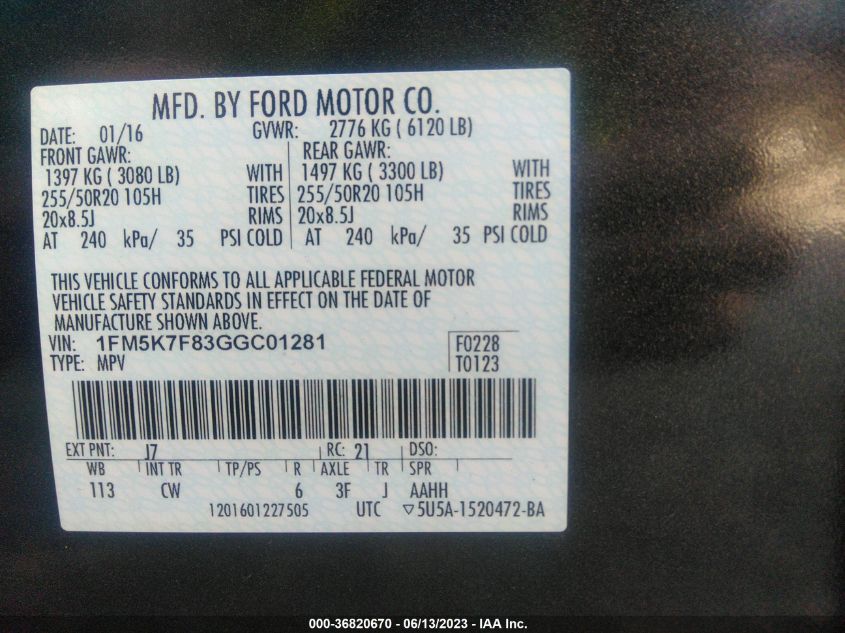 MFD. BY FORD MOTOR CO.
DATE: 01/16 GVWR: 2776 KG ( 6120 LB)
FRONT GAWR: REAR GAWR:
1397 KG ( 3080 LB) WITH 1497 KG ( 3300 LB) WITH
255/50R20 105H TIRES 255/50R20 105H TIRES
20x8.5J RIMS 20x8.5J RIMS
AT 240 kPa/ 35 PSI COLD AT 240 kPa/ 35 PSI COLD
THIS VEHICLE CONFORMS TO ALL APPLICABLE FEDERAL MOTOR
VEHICLE SAFETY STANDARDS IN EFFECT ON THE DATE OF
MANUFACTURE SHOWN ABOVE.
VIN: 1FM5K7F83GGC01281 F0228
TYPE: MPV T0123
EXT PNT: J7 RC: 21 DSO:
WB INT TR TP/PS R AXLE TR SPR
113 CW 6 3F J AAHH
1201601227505 UTC ▽5U5A-1520472-BA
000-36820670 - 06/13/2023 - IAA Inc.